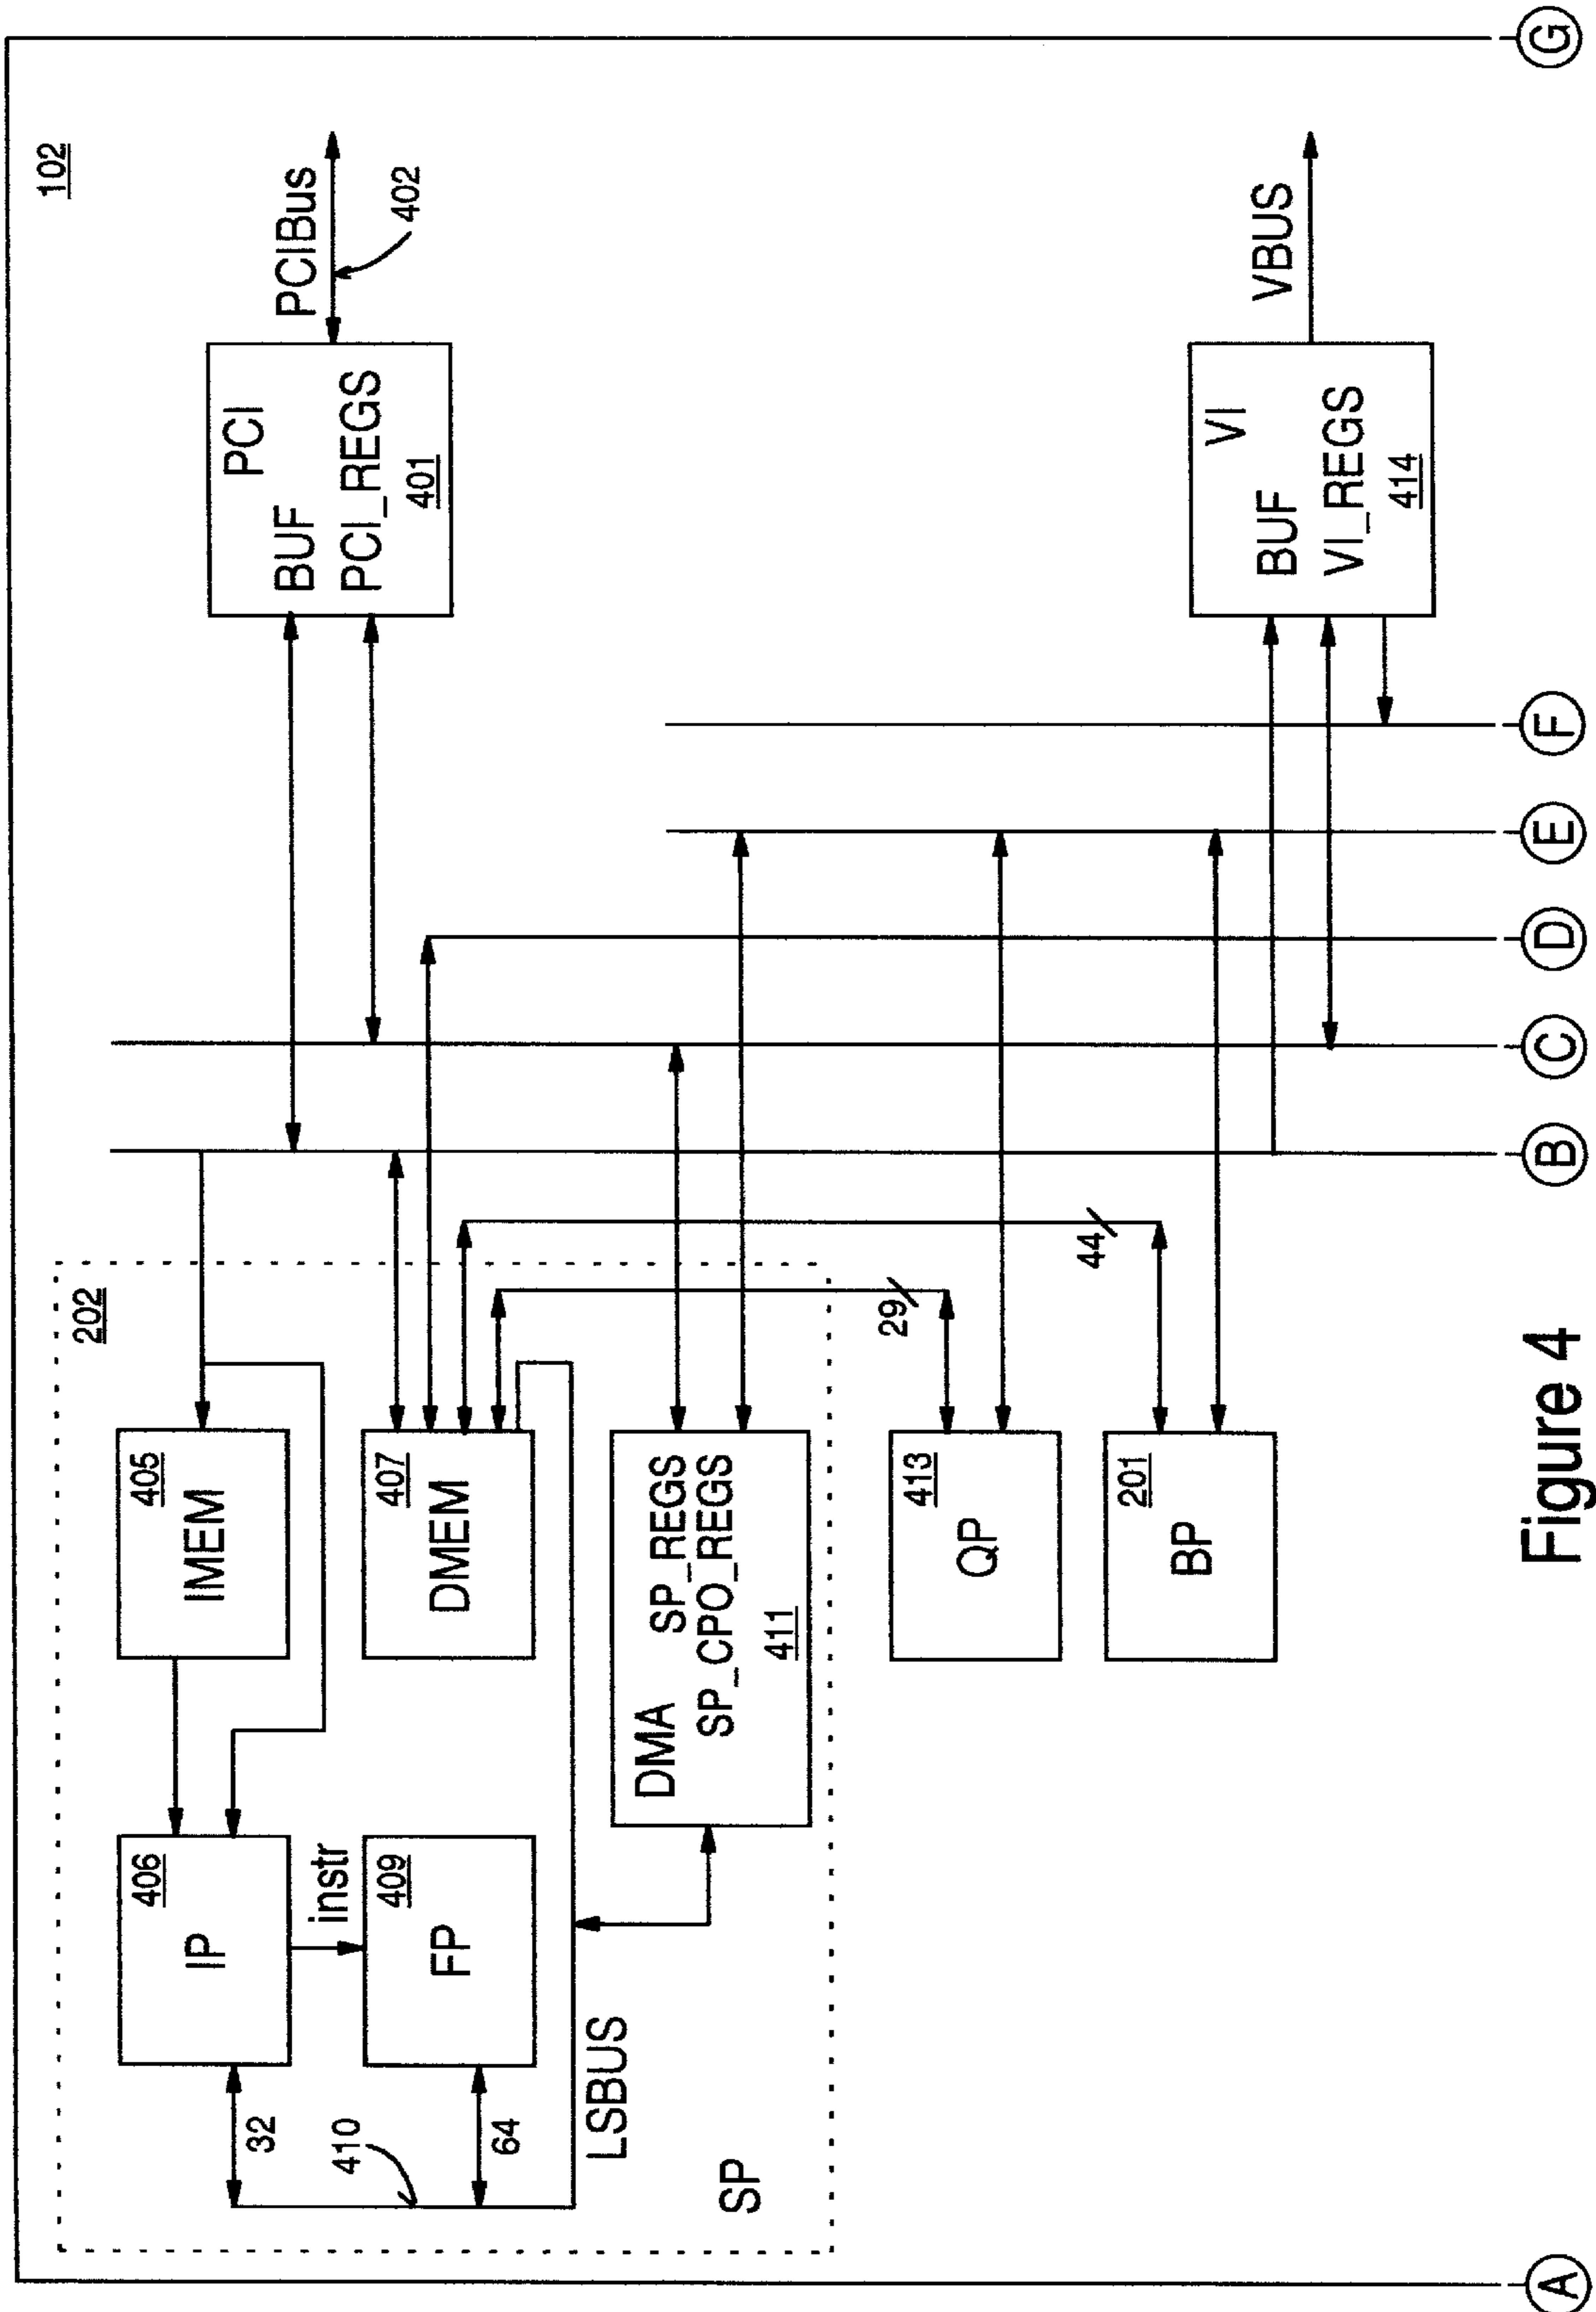 102
202
406
IP
405
IMEM
32
instr
410
409
FP
407
DMEM
64
LSBUS
SP
DMA
SP_REGS
SP_CPO_REGS
411
29
44
413
QP
201
BP
PCI
BUF
PCI_REGS
401
PCIBus
402
VI
BUF
VI_REGS
414
VBUS
A
B
C
D
E
F
G
Figure 4